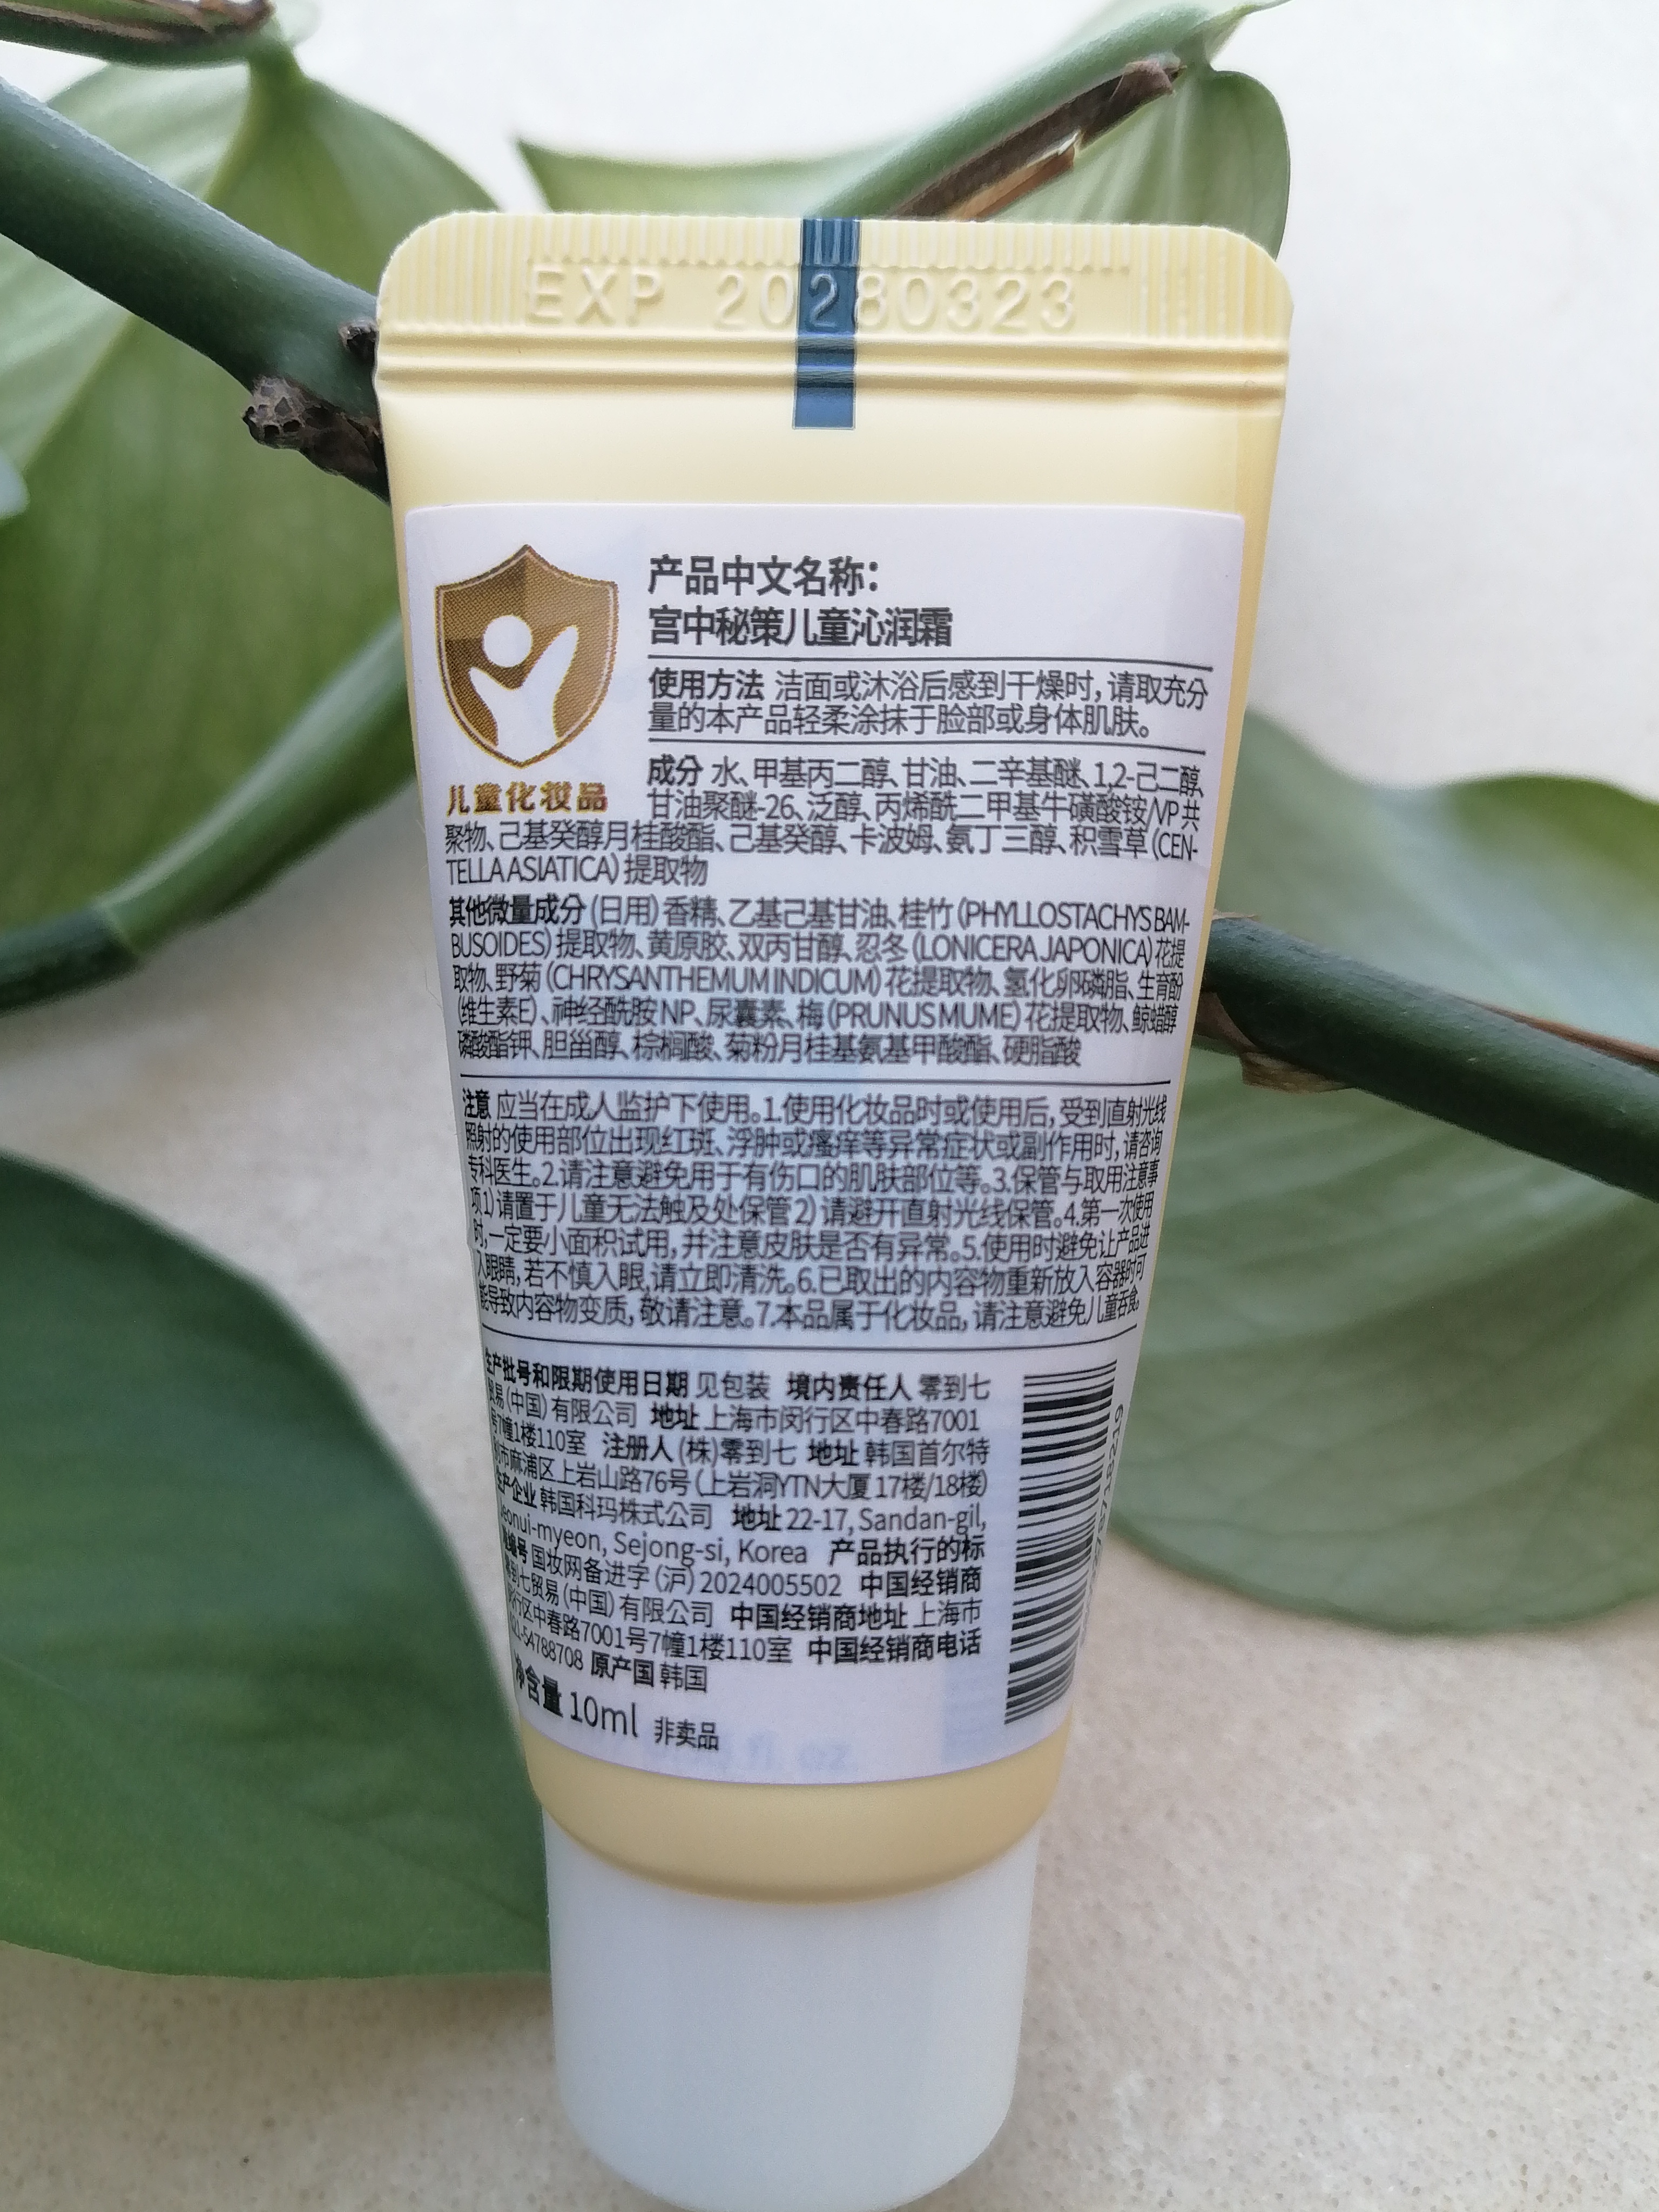 EXP 20280323
产品中文名称：
宫中秘策儿童沁润霜
使用方法 洁面或沐浴后感到干燥时，请取充分
量的本产品轻柔涂抹于脸部或身体肌肤。
儿童化妆品
成分 水、甲基丙二醇、甘油、二辛基醚、1,2-己二醇、
甘油聚醚-26、泛醇、丙烯酰二甲基牛磺酸铵/VP共
聚物、己基癸醇月桂酸酯、己基癸醇、卡波姆、氨丁三醇、积雪草(CEN-
TELLA ASIATICA)提取物
其他微量成分 (日用)香精、乙基己基甘油、桂竹(PHYLLOSTACHYS BAM-
BUSOIDES)提取物、黄原胶、双丙甘醇、忍冬(LONICERA JAPONICA)花提
取物、野菊(CHRYSANTHEMUM INDICUM)花提取物、氢化卵磷脂、生育酚
(维生素E)、神经酰胺 NP、尿囊素、梅(PRUNUS MUME)花提取物、鲸蜡醇
磷酸酯钾、胆甾醇、棕榈酸、菊粉月桂基氨基甲酸酯、硬脂酸
注意 应当在成人监护下使用。1.使用化妆品时或使用后，受到直射光线
照射的使用部位出现红斑、浮肿或瘙痒等异常症状或副作用时，请咨询
专科医生。2.请注意避免用于有伤口的肌肤部位等。3.保管与取用注意事
项1)请置于儿童无法触及处保管2)请避开直射光线保管。4.第一次使用
时，一定要小面积试用，并注意皮肤是否有异常。5.使用时避免让产品进
入眼睛，若不慎入眼，请立即清洗。6.已取出的内容物重新放入容器时可
能导致内容物变质，敬请注意。7.本品属于化妆品，请注意避免儿童吞食。
生产批号和限期使用日期 见包装 境内责任人 零到七
贸易(中国)有限公司 地址 上海市闵行区中春路7001
号7幢1楼110室 注册人 (株)零到七 地址 韩国首尔特
别市麻浦区上岩山路76号(上岩洞YTN大厦 17楼/18楼)
生产企业 韩国科玛株式公司 地址 22-17, Sandan-gil,
Jeonui-myeon, Sejong-si, Korea 产品执行的标
准编号 国妆网备进字(沪)2024005502 中国经销商
零到七贸易(中国)有限公司 中国经销商地址 上海市
闵行区中春路7001号7幢1楼110室 中国经销商电话
021-54788708 原产国 韩国
净含量 10ml 非卖品